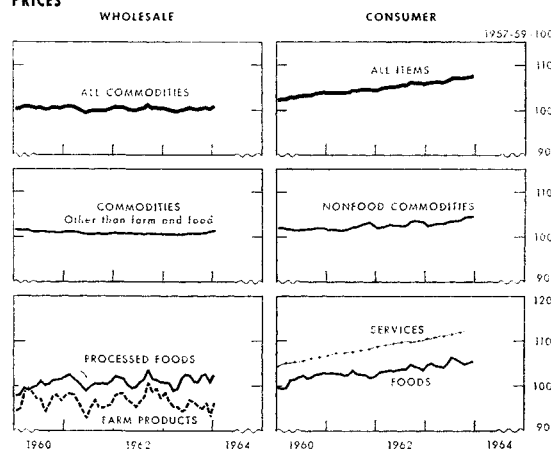 PRICES
WHOLESALE
CONSUMER
1957-59=100
ALL COMMODITIES
ALL ITEMS
110
100
90
COMMODITIES
Other than farm and food
NONFOOD COMMODITIES
110
100
90
PROCESSED FOODS
FARM PRODUCTS
SERVICES
FOODS
120
110
100
90
1960
1962
1964
1960
1962
1964